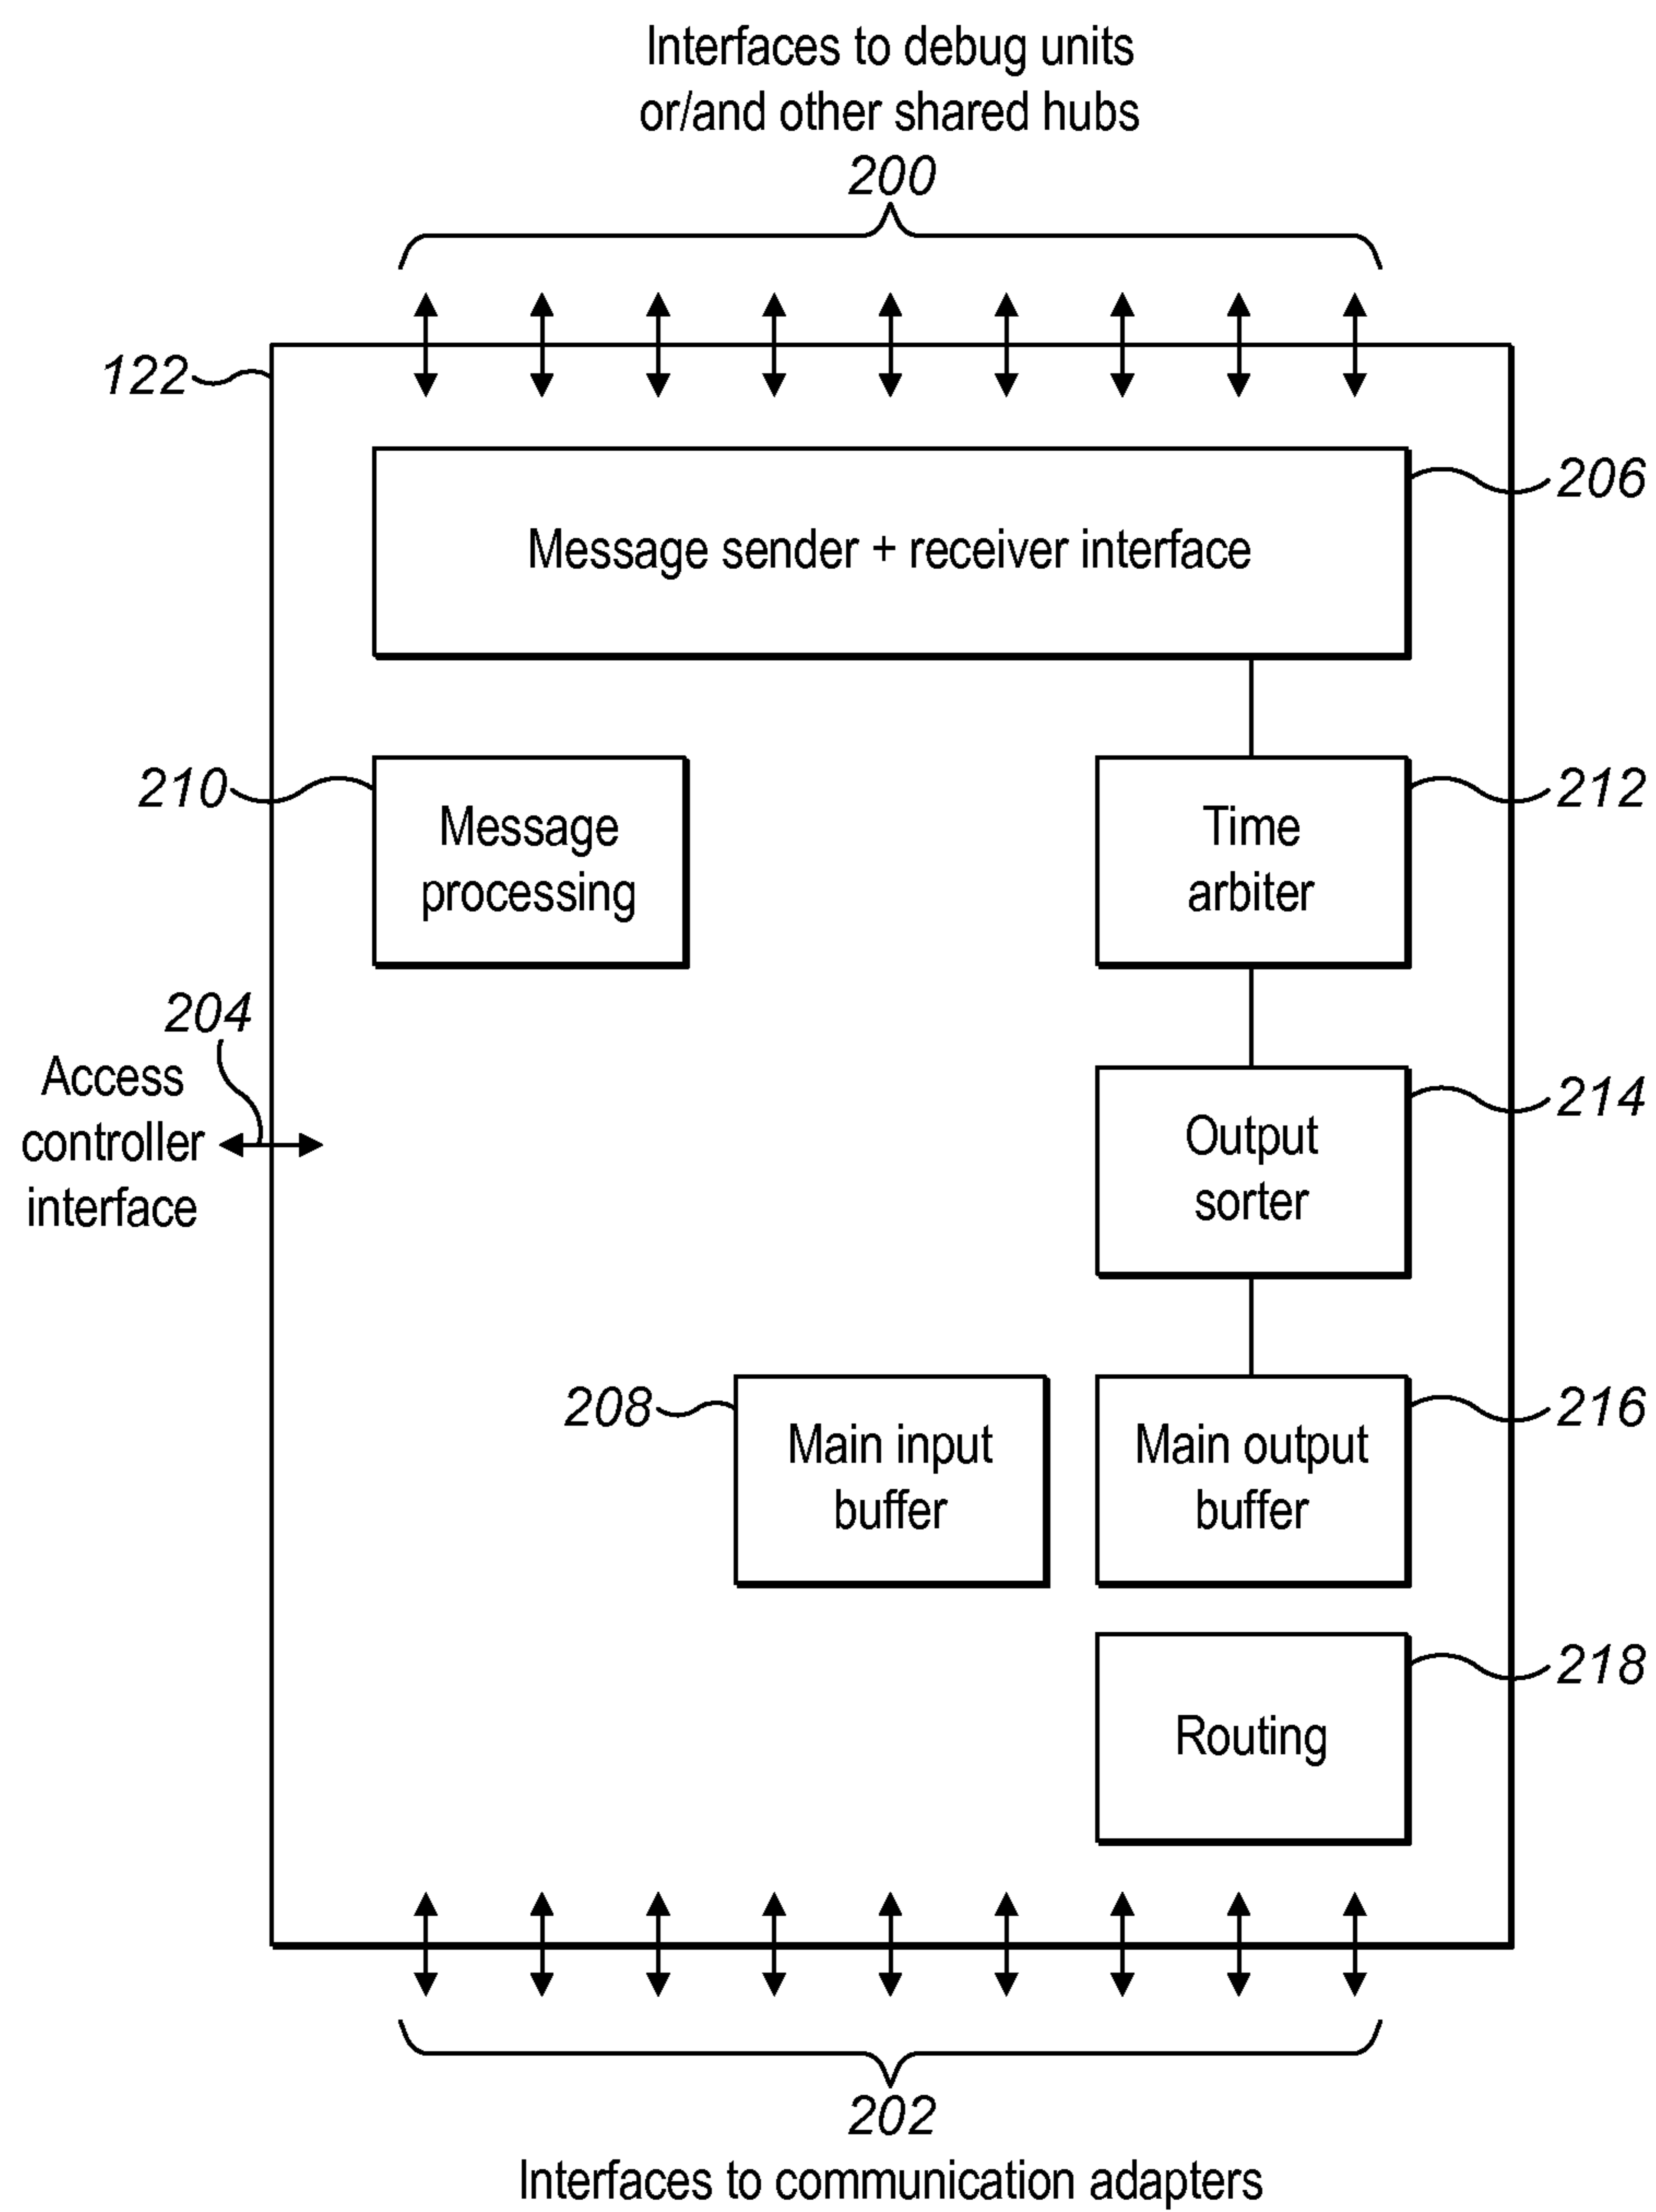 Interfaces to debug units
or/and other shared hubs
200
122
206
Message sender + receiver interface
210
212
Message
processing
Time
arbiter
204
Access
controller
interface
214
Output
sorter
208
216
Main input
buffer
Main output
buffer
218
Routing
202
Interfaces to communication adapters